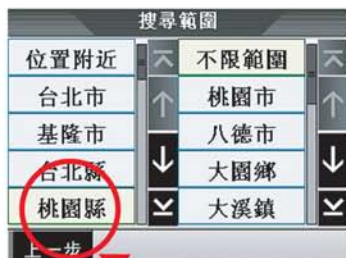 搜尋範圍
位置附近
台北市
基隆市
台北縣
桃園縣
不限範圍
桃園市
八德市
大園鄉
大溪鎮
上一步